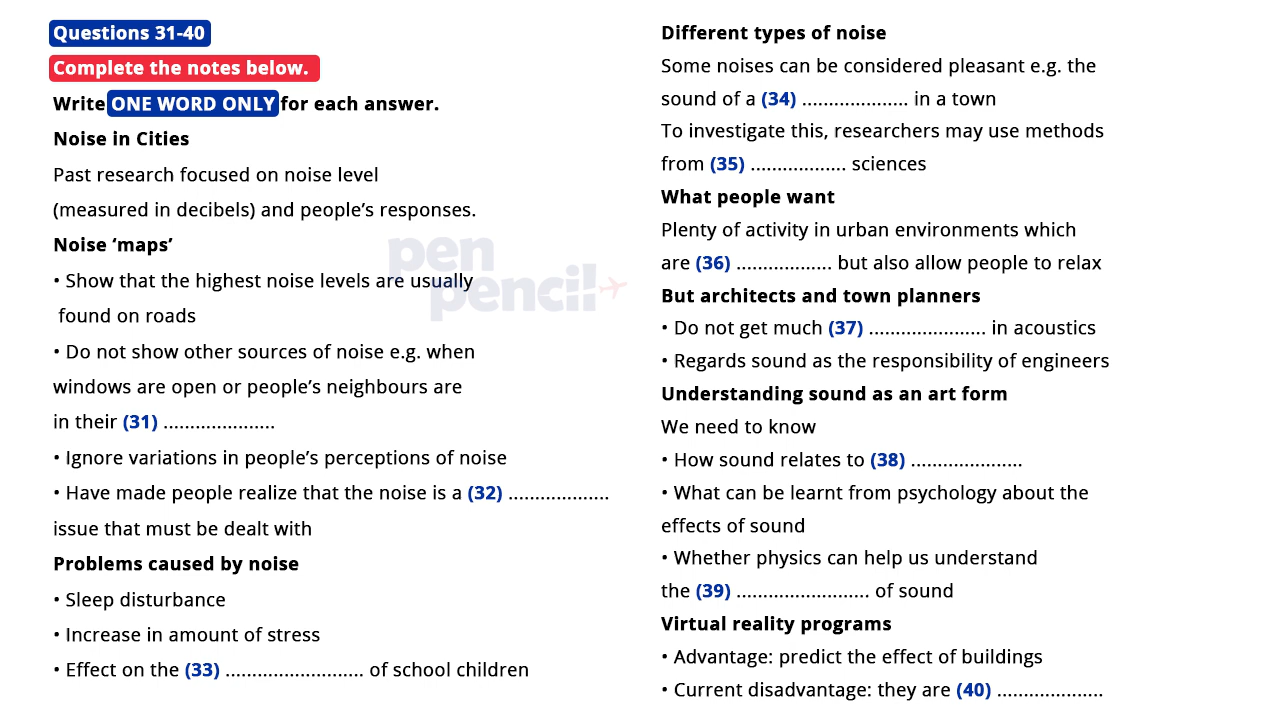 Questions 31-40
Complete the notes below.
Write ONE WORD ONLY for each answer.
Noise in Cities
Past research focused on noise level
(measured in decibels) and people’s responses.
Noise ‘maps’
• Show that the highest noise levels are usually
found on roads
• Do not show other sources of noise e.g. when
windows are open or people’s neighbours are
in their (31) .....................
• Ignore variations in people’s perceptions of noise
• Have made people realize that the noise is a (32) ...................
issue that must be dealt with
Problems caused by noise
• Sleep disturbance
• Increase in amount of stress
• Effect on the (33) .......................... of school children
pen
pencil
Different types of noise
Some noises can be considered pleasant e.g. the
sound of a (34) .................... in a town
To investigate this, researchers may use methods
from (35) .................. sciences
What people want
Plenty of activity in urban environments which
are (36) .................. but also allow people to relax
But architects and town planners
• Do not get much (37) ...................... in acoustics
• Regards sound as the responsibility of engineers
Understanding sound as an art form
We need to know
• How sound relates to (38) .....................
• What can be learnt from psychology about the
effects of sound
• Whether physics can help us understand
the (39) ......................... of sound
Virtual reality programs
• Advantage: predict the effect of buildings
• Current disadvantage: they are (40) ....................